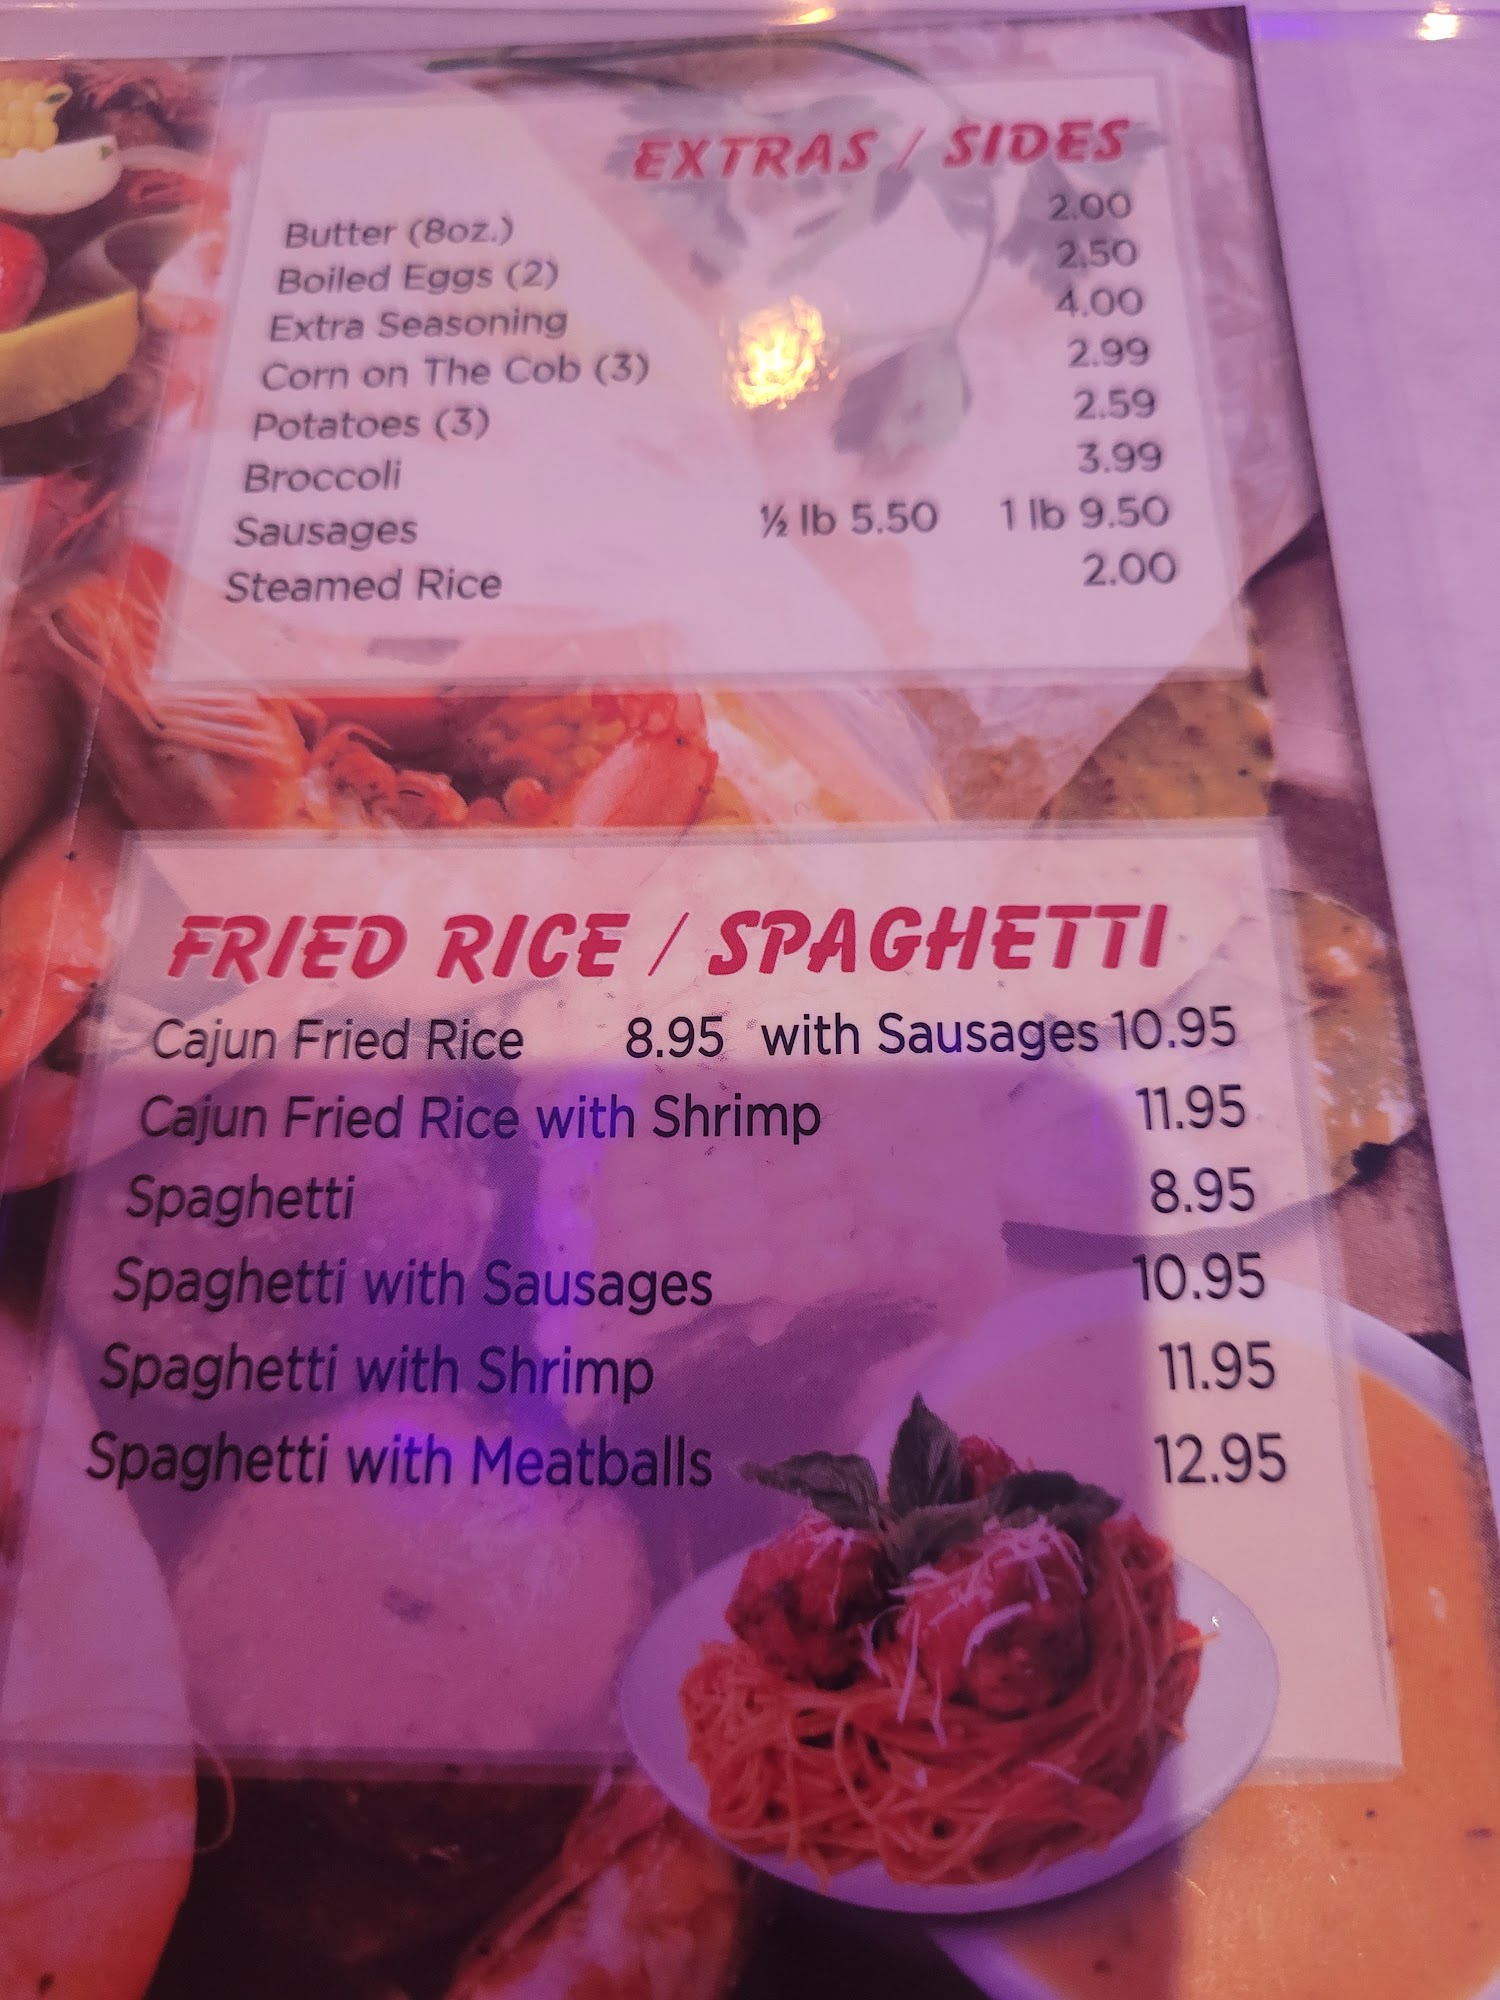 EXTRAS / SIDES
Butter (8oz.) 2.00
Boiled Eggs (2) 2.50
Extra Seasoning 4.00
Corn on The Cob (3) 2.99
Potatoes (3) 2.59
Broccoli 3.99
Sausages ½ lb 5.50 1 lb 9.50
Steamed Rice 2.00
FRIED RICE / SPAGHETTI
Cajun Fried Rice 8.95 with Sausages 10.95
Cajun Fried Rice with Shrimp 11.95
Spaghetti 8.95
Spaghetti with Sausages 10.95
Spaghetti with Shrimp 11.95
Spaghetti with Meatballs 12.95